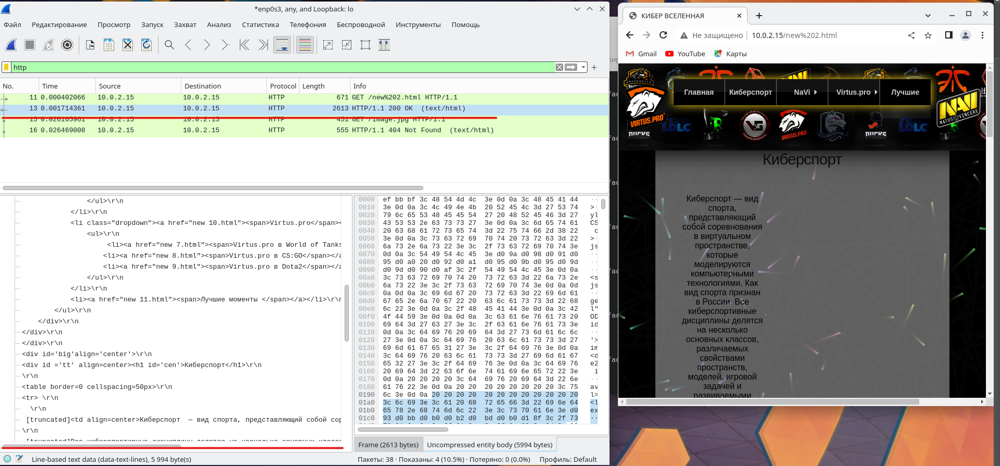 *enp0s3, any, and Loopback: lo
Файл Редактирование Просмотр Запуск Захват Анализ Статистика Телефония Беспроводной Инструменты Помощь
http
No. Time Source Destination Protocol Length Info
11 0.000402066 10.0.2.15 10.0.2.15 HTTP 671 GET /new%202.html HTTP/1.1
13 0.001714361 10.0.2.15 10.0.2.15 HTTP 2613 HTTP/1.1 200 OK (text/html)
15 0.026165961 10.0.2.15 10.0.2.15 HTTP 451 GET /image.jpg HTTP/1.1
16 0.026469008 10.0.2.15 10.0.2.15 HTTP 555 HTTP/1.1 404 Not Found (text/html)
</ul>\r\n
</li>\r\n
<li class="dropdown"><a href="new 10.html"><span>Virtus.pro</span><
<ul>\r\n
<li><a href="new 7.html"><span>Virtus.pro в World of Tanks
<li><a href="new 8.html"><span>Virtus.pro в CS:GO</span></a
<li><a href="new 9.html"><span>Virtus.pro в Dota2</span></a
</ul>\r\n
</li>\r\n
<li><a href="new 11.html"><span>Лучшие моменты </span></a></li>\r\n
</ul>\r\n
</div>\r\n
</div>\r\n
</div>\r\n
<div id='big'align='center'>\r\n
<div id ='tt' align=center><h1 id='cen'>Киберспорт</h1>\r\n
\r\n
<table border=0 cellspacing=50px>\r\n
<tr> \r\n
\r\n
[truncated]<td align=center>Киберспорт — вид спорта, представляющий собой сор
\r\n
0000 ef bb bf 3c 48 54 4d 4c 3e 0d 0a 3c 48 45 41 44
0010 3e 0d 0a 3c 4c 49 4e 4b 20 52 45 4c 3d 27 53 74
0020 79 6c 65 53 48 45 45 54 27 20 48 52 45 46 3d 27
0030 43 53 53 2e 63 73 73 27 3e 0d 0a 3c 6d 65 74 61
0040 20 63 68 61 72 73 65 74 3d 22 75 74 66 2d 38 22
0050 3e 0d 0a 3c 73 63 72 69 70 74 20 73 72 63 3d 22
0060 6a 73 2e 6a 73 22 3e 3c 2f 73 63 72 69 70 74 3e
0070 0d 0a 3c 54 49 54 4c 45 3e d0 9a d0 98 d0 91 d0
0080 95 d0 a0 20 d0 92 d0 a1 d0 95 d0 9b d0 95 d0 9d
0090 d0 9d d0 90 d0 af 3c 2f 54 49 54 4c 45 3e 0d 0a
00a0 3c 73 63 72 69 70 74 20 73 72 63 3d 22 6a 73 2e
00b0 6a 73 22 3e 3c 2f 73 63 72 69 70 74 3e 0d 0a 0d
00c0 0a 0d 0a 3c 69 6d 67 20 73 72 63 3d 22 69 6d 61
00d0 67 65 2e 6a 70 67 22 20 63 6c 61 73 73 3d 22 68
00e0 6c 22 3e 0d 0a 3c 2f 48 45 41 44 3e 0d 0a 3c 42
00f0 4f 44 59 3e 0d 0a 0d 0a 3c 63 61 6e 76 61 73 20
0100 69 64 3d 27 63 27 3e 3c 2f 63 61 6e 76 61 73 3e
0110 0d 0a 3c 64 69 76 20 69 64 3d 27 73 6d 61 6c 6c
0120 27 3e 0d 0a 3c 64 69 76 20 63 6c 61 73 73 3d 27
0130 69 6d 61 67 65 31 27 3e 3c 2f 64 69 76 3e 0d 0a
0140 3c 64 69 76 20 63 6c 61 73 73 3d 27 69 6d 61 67
0150 65 32 27 3e 3c 2f 64 69 76 3e 0d 0a 3c 64 69 76
0160 20 69 64 3d 22 63 6f 6e 74 61 69 6e 65 72 22 3e
0170 0d 0a 20 20 20 20 3c 64 69 76 20 69 64 3d 22 6e
0180 61 76 22 3e 0d 0a 20 20 20 20 20 20 20 20 3c 75
0190 6c 3e 0d 0a 20 20 20 20 20 20 20 20 20 20 20 20
01a0 3c 6c 69 3e 3c 61 20 68 72 65 66 3d 22 69 6e 64
01b0 65 78 2e 68 74 6d 6c 22 3e 3c 73 70 61 6e 3e d0
01c0 93 d0 bb d0 b0 d0 b2 d0 bd d0 b0 d1 8f 3c 2f 73
Frame (2613 bytes) Uncompressed entity body (5994 bytes)
Line-based text data (data-text-lines), 5 994 byte(s) Пакеты: 38 · Показаны: 4 (10.5%) · Потеряно: 0 (0.0%) Профиль: Default
КИБЕР ВСЕЛЕННАЯ
Не защищено 10.0.2.15/new%202.html
Gmail YouTube Карты
Главная Киберспорт NaVi Virtus.pro Лучшие
VIRTUS.PRO
NAVI
NATUS VINCERE
DUCKS
LDLC
VIRTUS.PRO
DUCKS
LDLC
Киберспорт
Киберспорт — вид
спорта,
представляющий
собой соревнования
в виртуальном
пространстве,
которые
моделируются
компьютерными
технологиями. Как
вид спорта признан
в России. Все
киберспортивные
дисциплины делятся
на несколько
основных классов,
различаемых
свойствами
пространств,
моделей, игровой
задачей и
развиваемыми